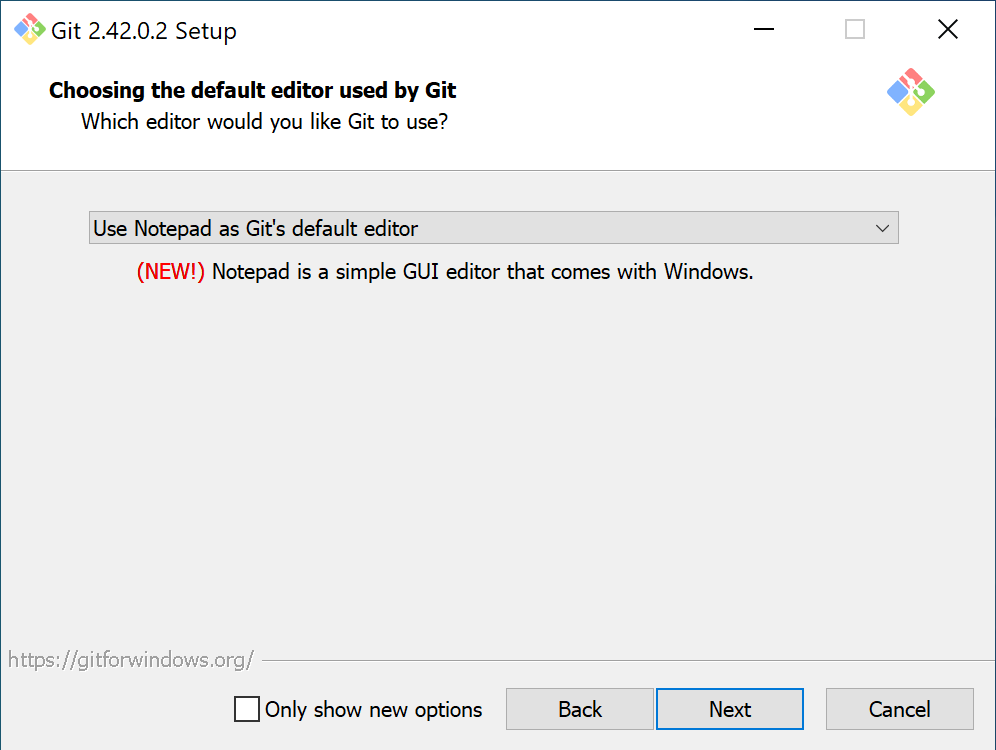 Git 2.42.0.2 Setup
Choosing the default editor used by Git
Which editor would you like Git to use?
Use Notepad as Git's default editor
(NEW!) Notepad is a simple GUI editor that comes with Windows.
https://gitforwindows.org/
Only show new options
Back
Next
Cancel